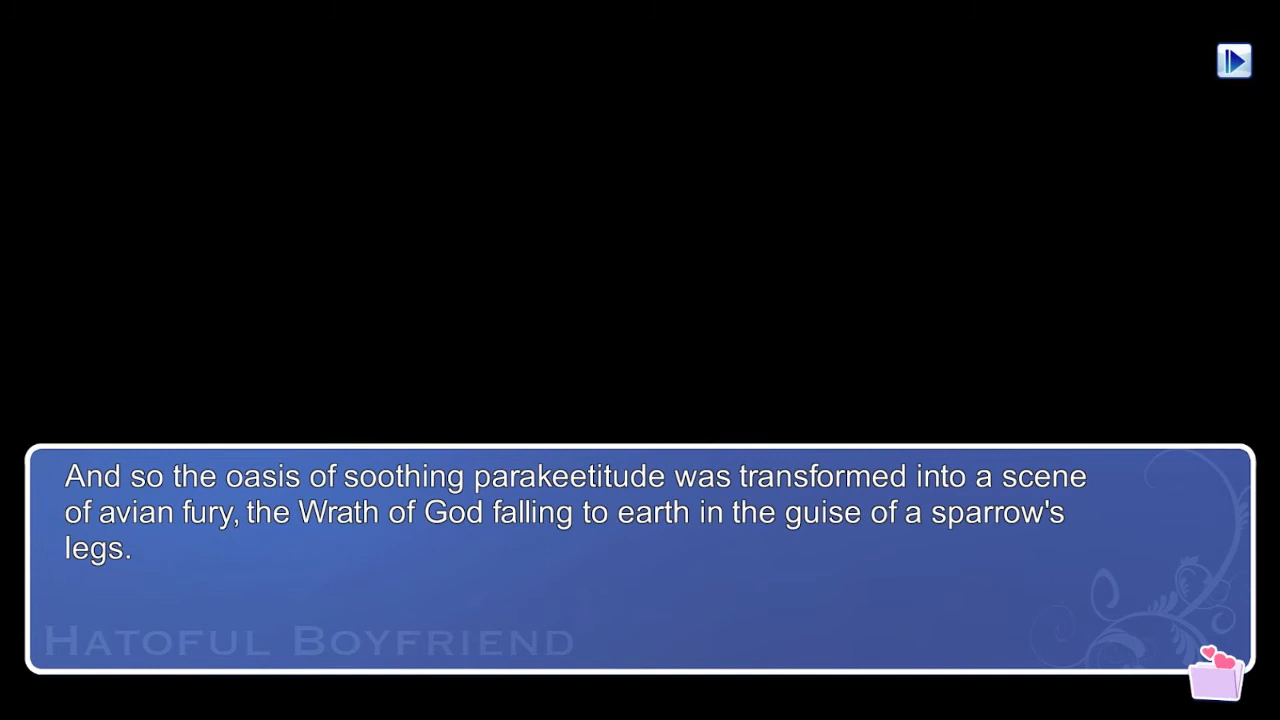 And so the oasis of soothing parakeetitude was transformed into a scene
of avian fury, the Wrath of God falling to earth in the guise of a sparrow's
legs.
HATOFUL BOYFRIEND